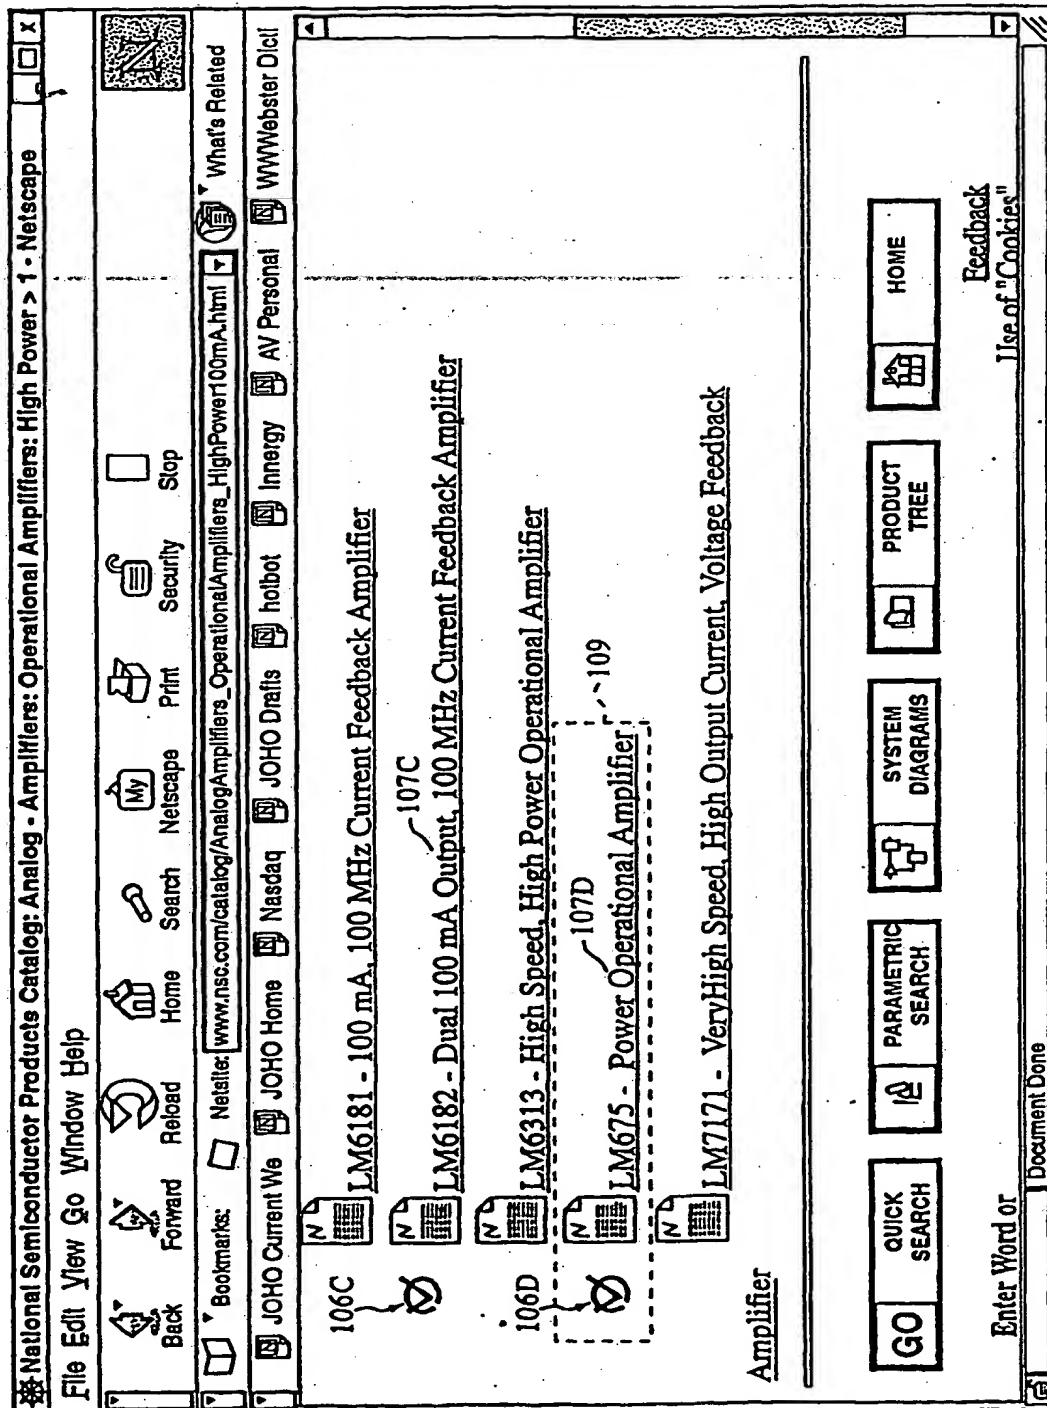 National Semiconductor Products Catalog: Analog - Amplifiers: Operational Amplifiers: High Power > 1 - Netscape
File Edit View Go Window Help
Back Forward Reload Home Search Netscape Print Security Stop
My
N
Bookmarks: Netsite: www.nsc.com/catalog/AnalogAmplifiers_OperationalAmplifiers_HighPower100mA.html What's Related
JOHO Current We JOHO Home Nasdaq JOHO Drafts hotbot Innergy AV Personal WWWebster Dicti
LM6181 - 100 mA, 100 MHz Current Feedback Amplifier
106C
107C
LM6182 - Dual 100 mA Output, 100 MHz Current Feedback Amplifier
LM6313 - High Speed, High Power Operational Amplifier
106D
107D
109
LM675 - Power Operational Amplifier
LM7171 - VeryHigh Speed, High Output Current, Voltage Feedback
Amplifier
GO QUICK SEARCH
PARAMETRIC SEARCH
SYSTEM DIAGRAMS
PRODUCT TREE
HOME
Feedback
Enter Word or
Use of "Cookies"
Document Done